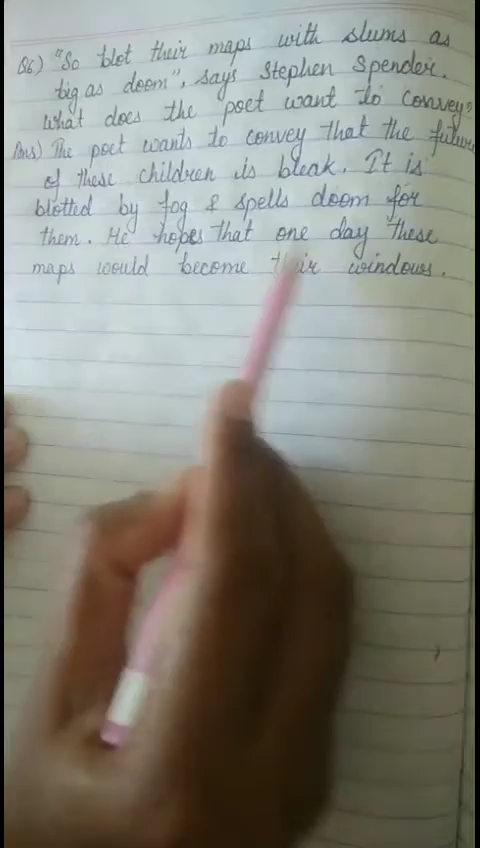 Q6) "So blot their maps with slums as
big as doom", says Stephen Spender.
What does the poet want to convey?
Ans) The poet wants to convey that the future
of these children is bleak. It is
blotted by fog & spells doom for
them. He hopes that one day these
maps would become their windows.